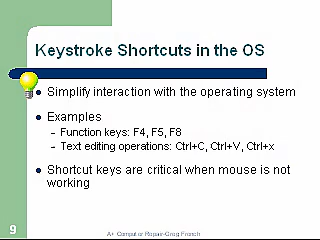 Keystroke Shortcuts in the OS
Simplify interaction with the operating system
Examples
- Function keys: F4, F5, F8
- Text editing operations: Ctrl+C, Ctrl+V, Ctrl+x
Shortcut keys are critical when mouse is not
working
9
A+ Computer Repair-Greg French